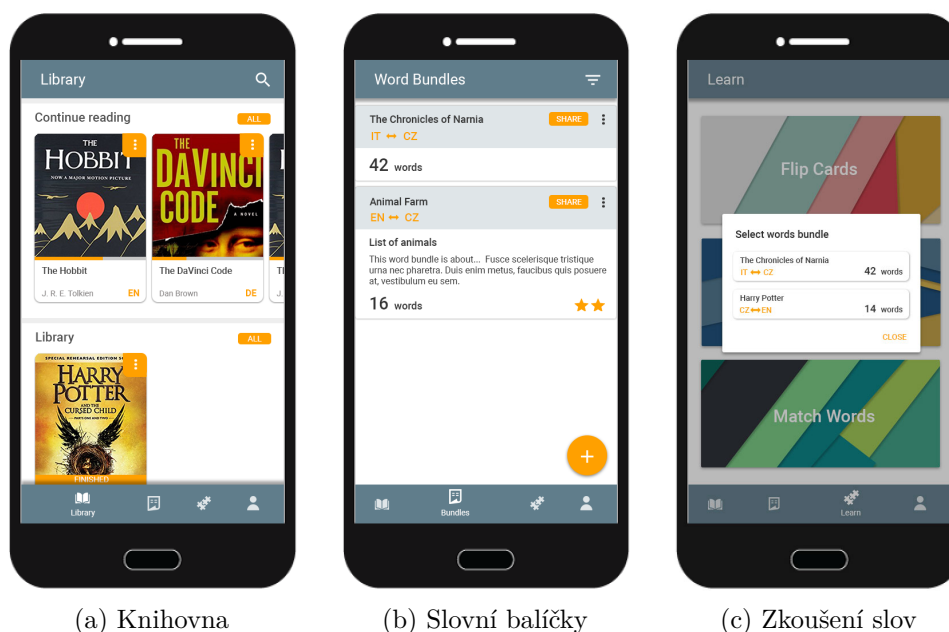 Library
Continue reading
ALL
THE
HOBBIT
NOW A MAJOR MOTION PICTURE
The Hobbit
J. R. E. Tolkien
EN
THE
DAVINCI
CODE
A NOVEL
The DaVinci Code
Dan Brown
DE
Library
ALL
SPECIAL REHEARSAL EDITION
HARRY
POTTER
AND THE
CURSED CHILD
PARTS ONE AND TWO
FINISHED
Library
(a) Knihovna
Word Bundles
The Chronicles of Narnia
SHARE
IT ↔ CZ
42 words
Animal Farm
SHARE
EN ↔ CZ
List of animals
This word bundle is about... Fusce scelerisque tristique
urna nec pharetra. Duis enim metus, faucibus quis posuere
at, vestibulum eu sem.
16 words
+
Bundles
(b) Slovní balíčky
Learn
Flip Cards
Select words bundle
The Chronicles of Narnia
IT ↔ CZ
42 words
Harry Potter
CZ↔EN
14 words
CLOSE
Match Words
Learn
(c) Zkoušení slov